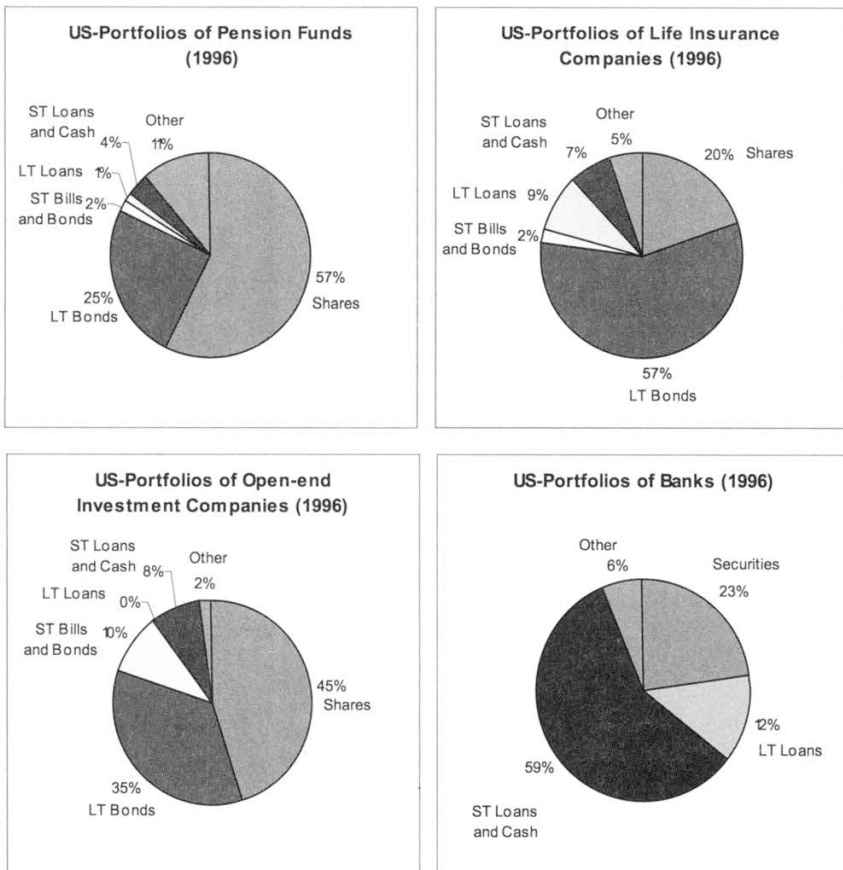 US-Portfolios of Pension Funds
(1996)
ST Loans
and Cash
4%
Other
11%
LT Loans
1%
ST Bills
and Bonds
2%
25%
LT Bonds
57%
Shares
US-Portfolios of Life Insurance
Companies (1996)
ST Loans
and Cash
7%
Other
5%
20% Shares
LT Loans 9%
ST Bills
and Bonds
2%
57%
LT Bonds
US-Portfolios of Open-end
Investment Companies (1996)
ST Loans
and Cash
8%
Other
2%
LT Loans
0%
ST Bills
and Bonds
10%
45%
Shares
35%
LT Bonds
US-Portfolios of Banks (1996)
Other
6%
Securities
23%
12%
LT Loans
59%
ST Loans
and Cash